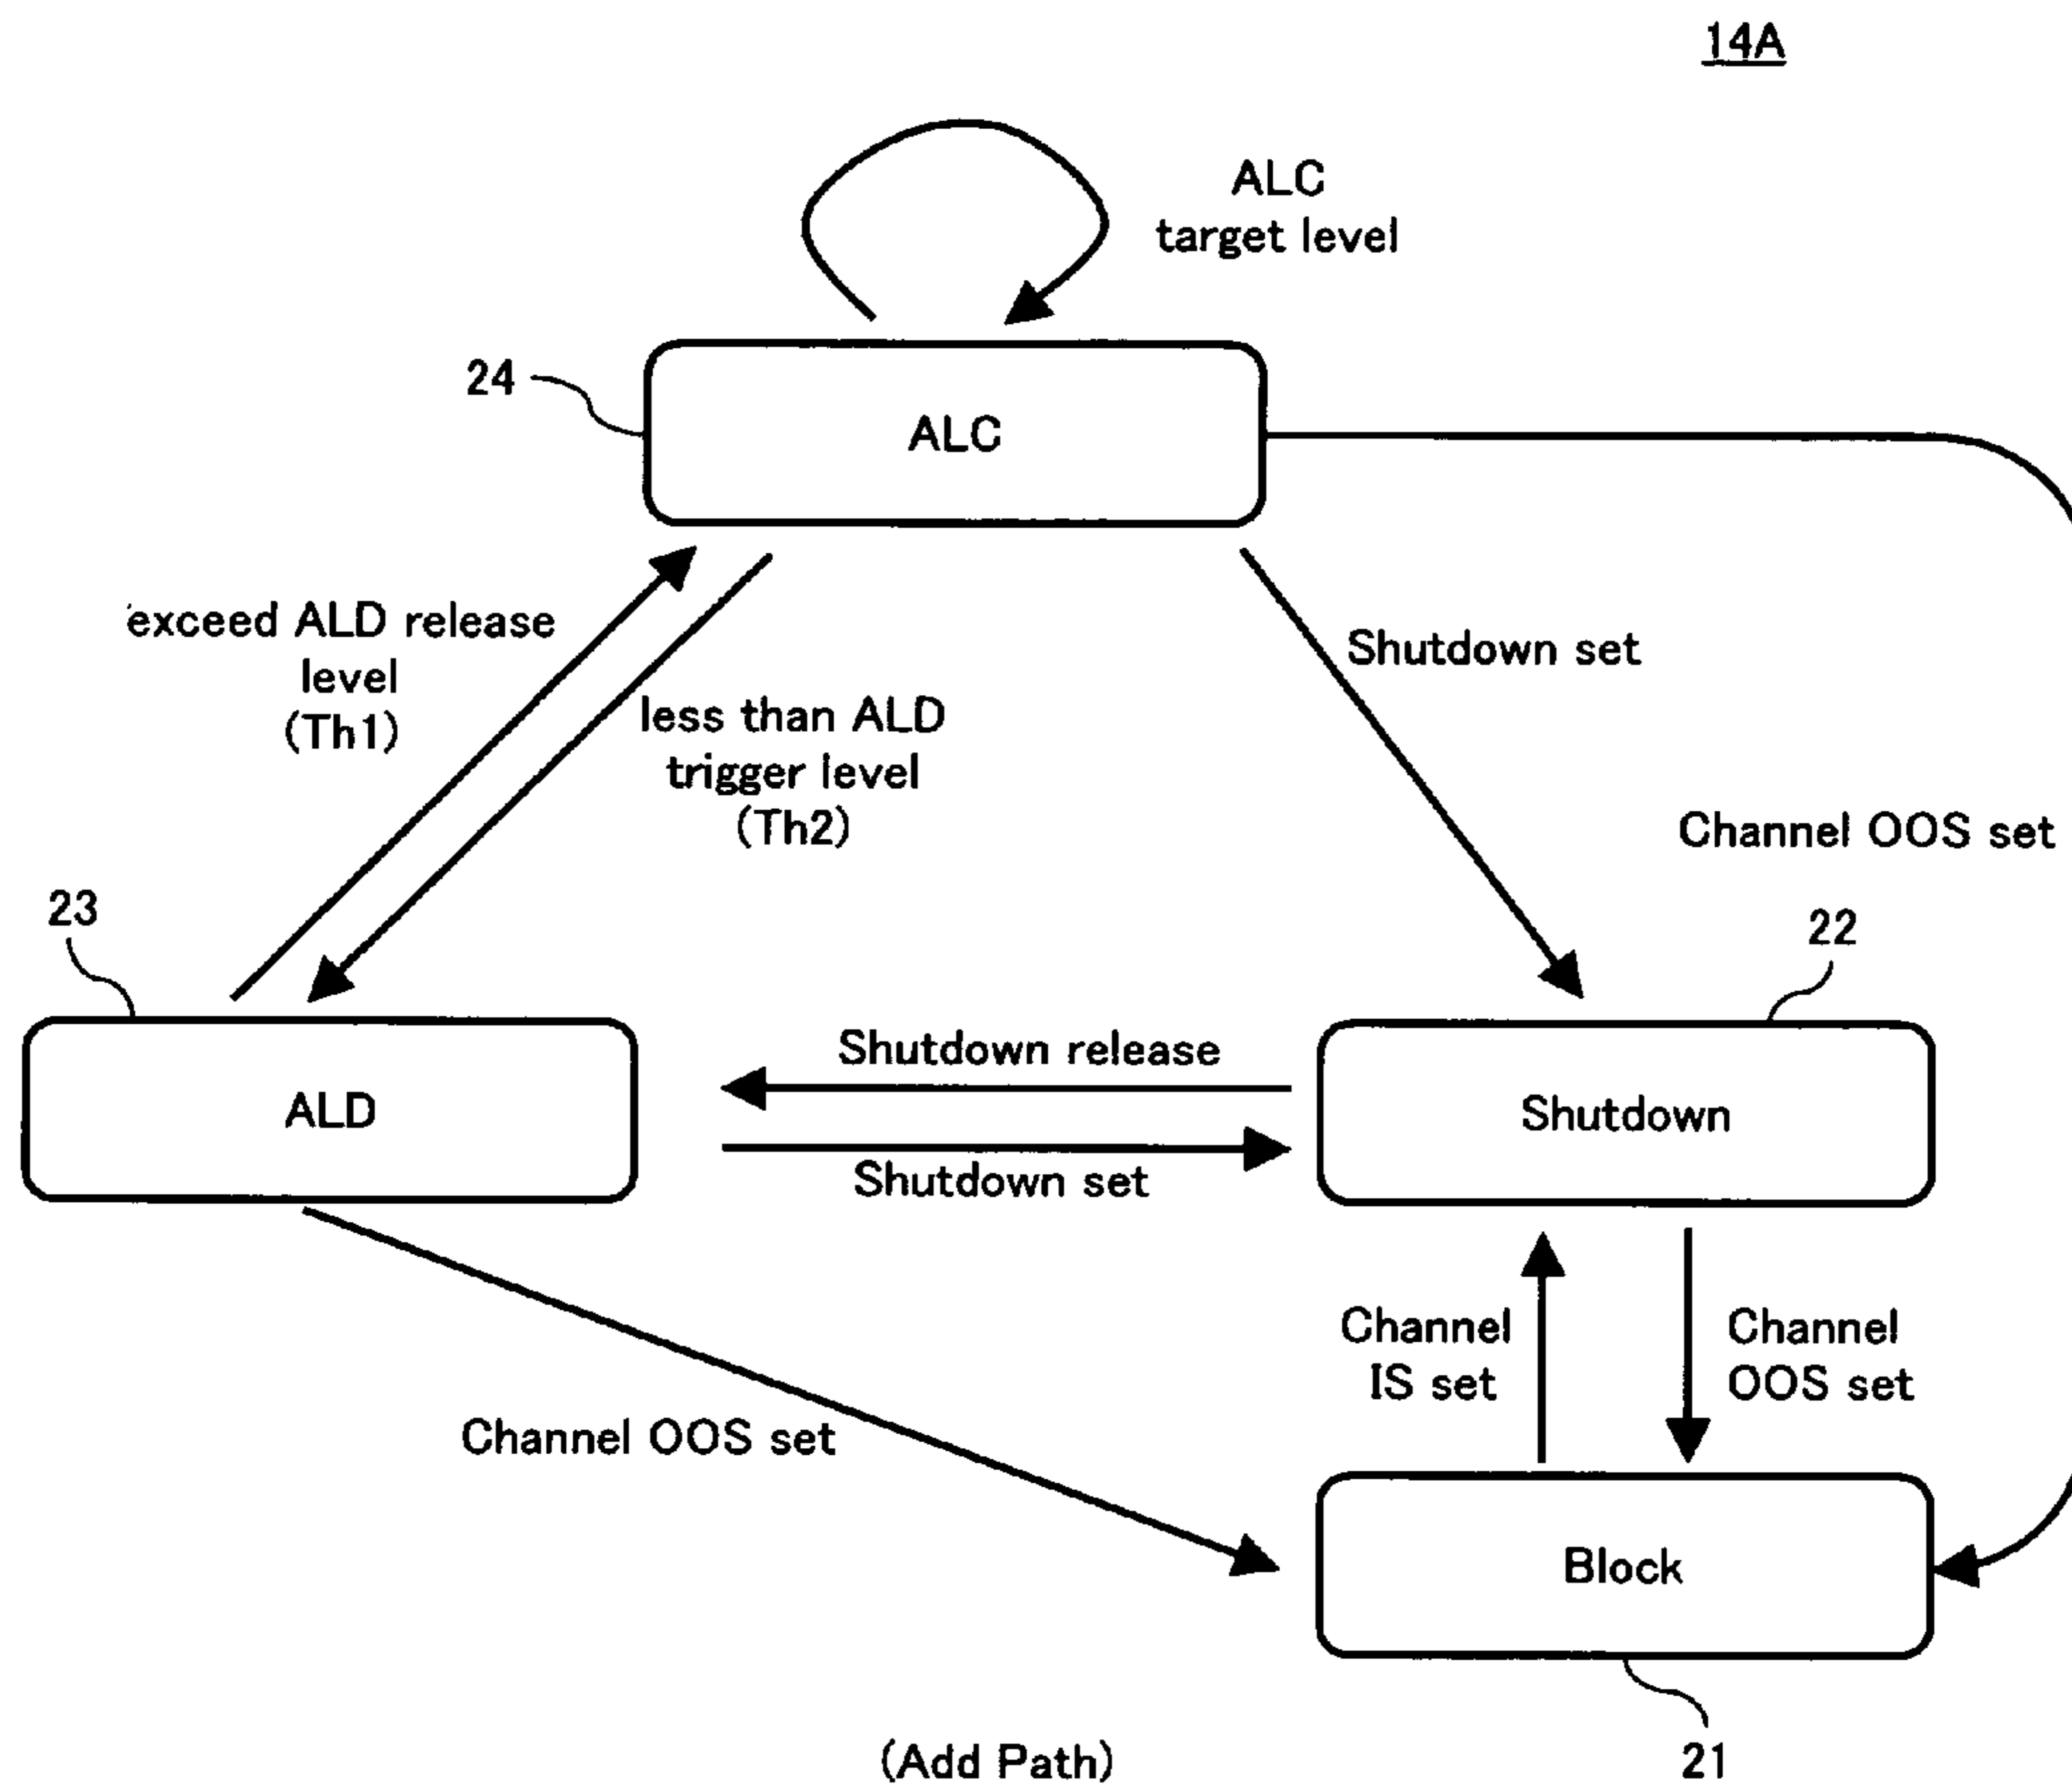 14A
ALC
target level
24
ALC
exceed ALD release
level
(Th1)
less than ALD
trigger level
(Th2)
Shutdown set
Channel OOS set
23
22
ALD
Shutdown release
Shutdown set
Shutdown
Channel
IS set
Channel
OOS set
Channel OOS set
Block
21
(Add Path)